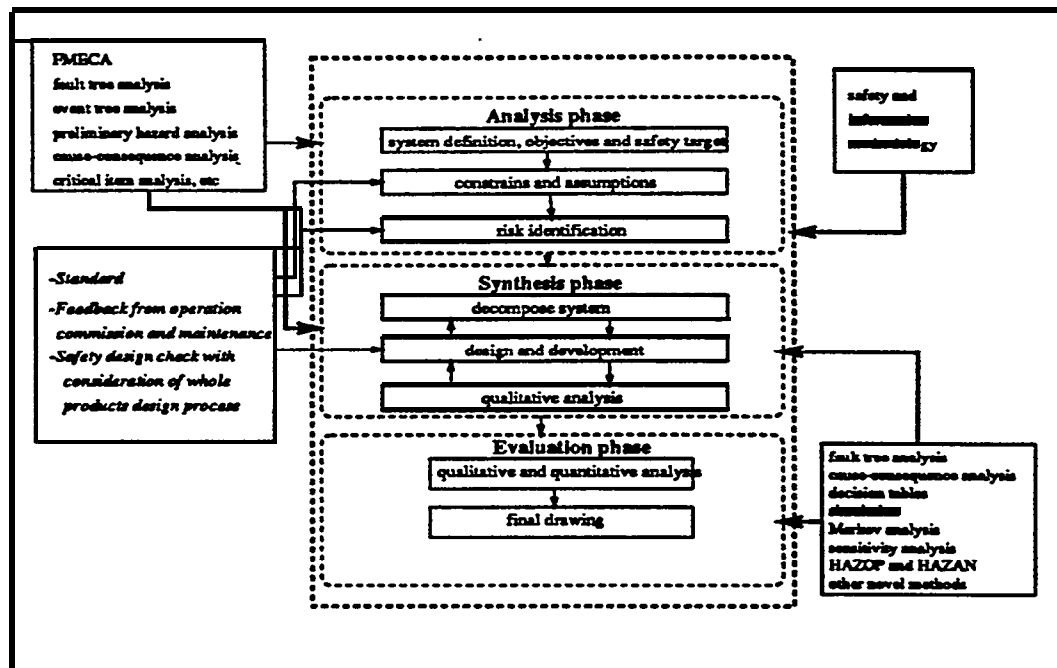 FMECA
fault tree analysis
event tree analysis
preliminary hazard analysis
cause-consequence analysis
critical item analysis, etc
-Standard
-Feedback from operation
commission and maintenance
-Safety design check with
consideration of whole
products design process
Analysis phase
system definition, objectives and safety target
constrains and assumptions
risk identification
Synthesis phase
decompose system
design and development
qualitative analysis
Evaluation phase
qualitative and quantitative analysis
final drawing
safety and
fault tree analysis
cause-consequence analysis
decision tables
Markov analysis
sensitivity analysis
HAZOP and HAZAN
other novel methods